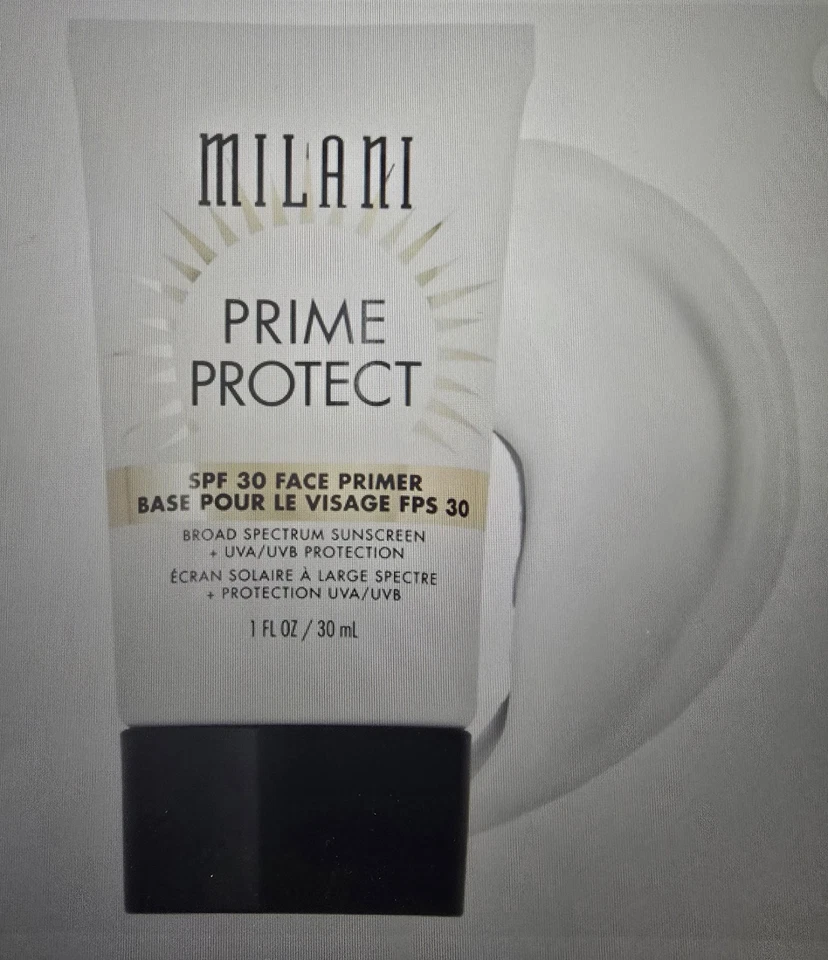 MILANI
PRIME
PROTECT
SPF 30 FACE PRIMER
BASE POUR LE VISAGE FPS 30
BROAD SPECTRUM SUNSCREEN
+ UVA/UVB PROTECTION
ÉCRAN SOLAIRE À LARGE SPECTRE
+ PROTECTION UVA/UVB
1 FL OZ / 30 mL